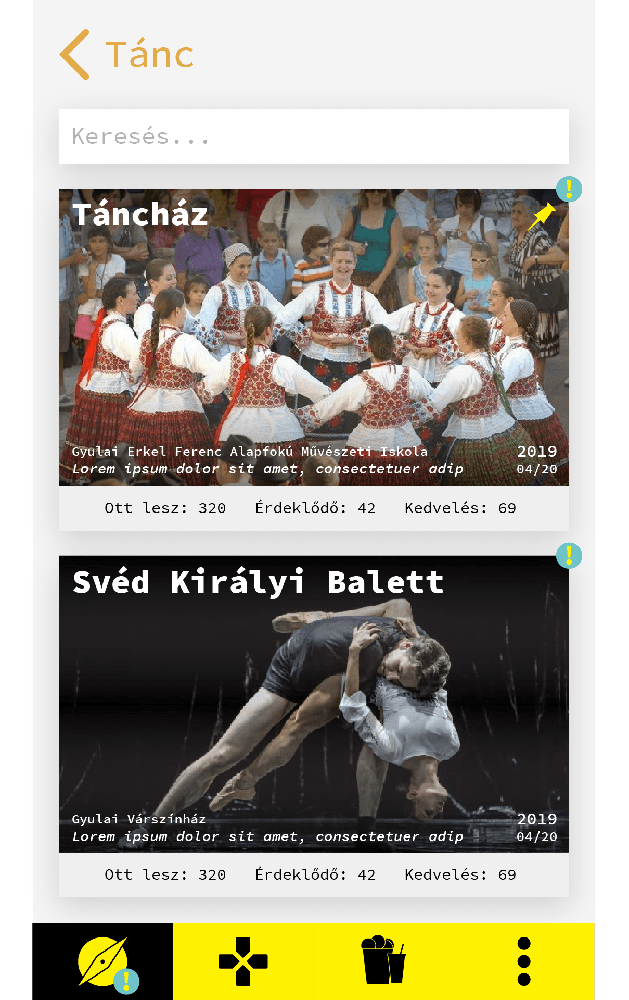 Tánc
Keresés...
!
Táncház
Gyulai Erkel Ferenc Alapfokú Művészeti Iskola
2019
Lorem ipsum dolor sit amet, consectetuer adip
04/20
Ott lesz: 320 Érdeklődő: 42 Kedvelés: 69
!
Svéd Királyi Balett
Gyulai Várszínház
2019
Lorem ipsum dolor sit amet, consectetuer adip
04/20
Ott lesz: 320 Érdeklődő: 42 Kedvelés: 69
!